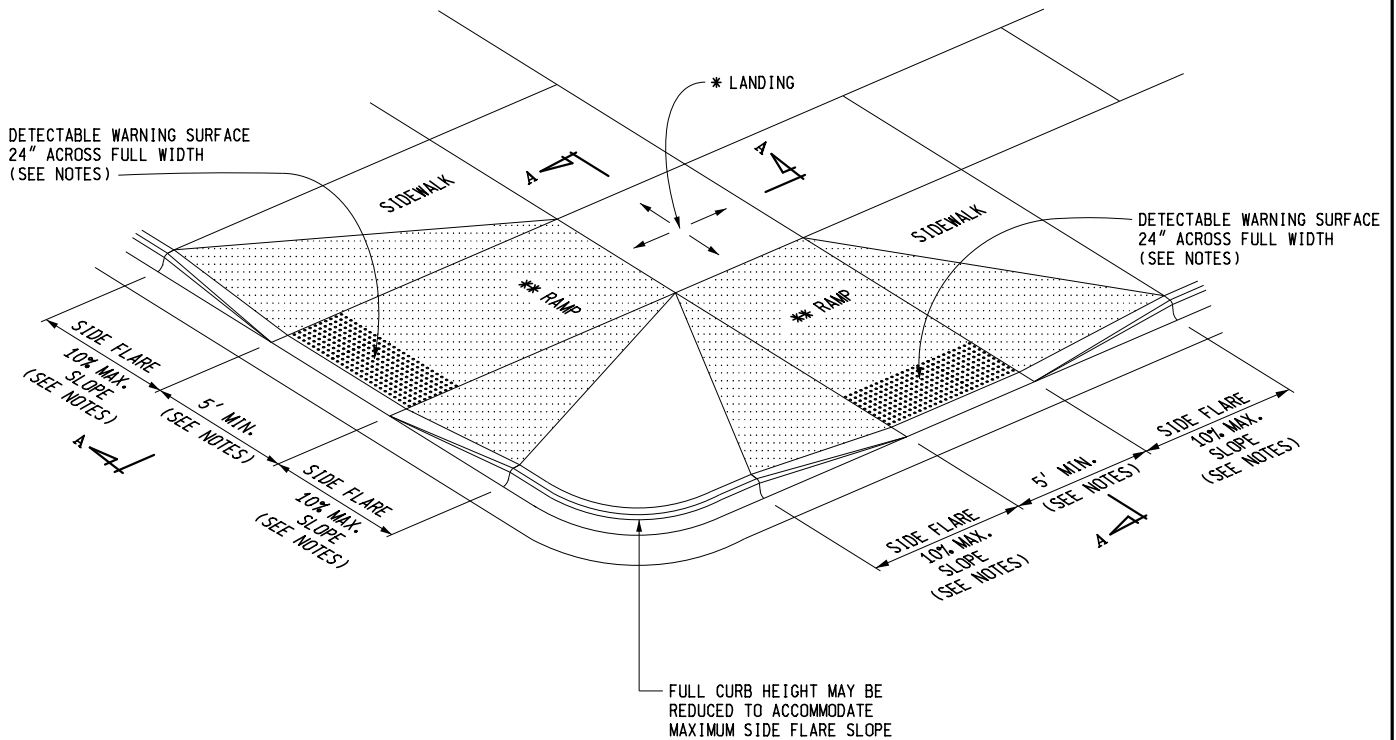 * LANDING
DETECTABLE WARNING SURFACE
24" ACROSS FULL WIDTH
(SEE NOTES)
A
A
SIDEWALK
SIDEWALK
DETECTABLE WARNING SURFACE
24" ACROSS FULL WIDTH
(SEE NOTES)
** RAMP
** RAMP
SIDE FLARE
10% MAX.
SLOPE
(SEE NOTES)
5' MIN.
(SEE NOTES)
A
SIDE FLARE
10% MAX.
SLOPE
(SEE NOTES)
SIDE FLARE
10% MAX.
SLOPE
(SEE NOTES)
5' MIN.
(SEE NOTES)
A
SIDE FLARE
10% MAX.
SLOPE
(SEE NOTES)
FULL CURB HEIGHT MAY BE
REDUCED TO ACCOMMODATE
MAXIMUM SIDE FLARE SLOPE